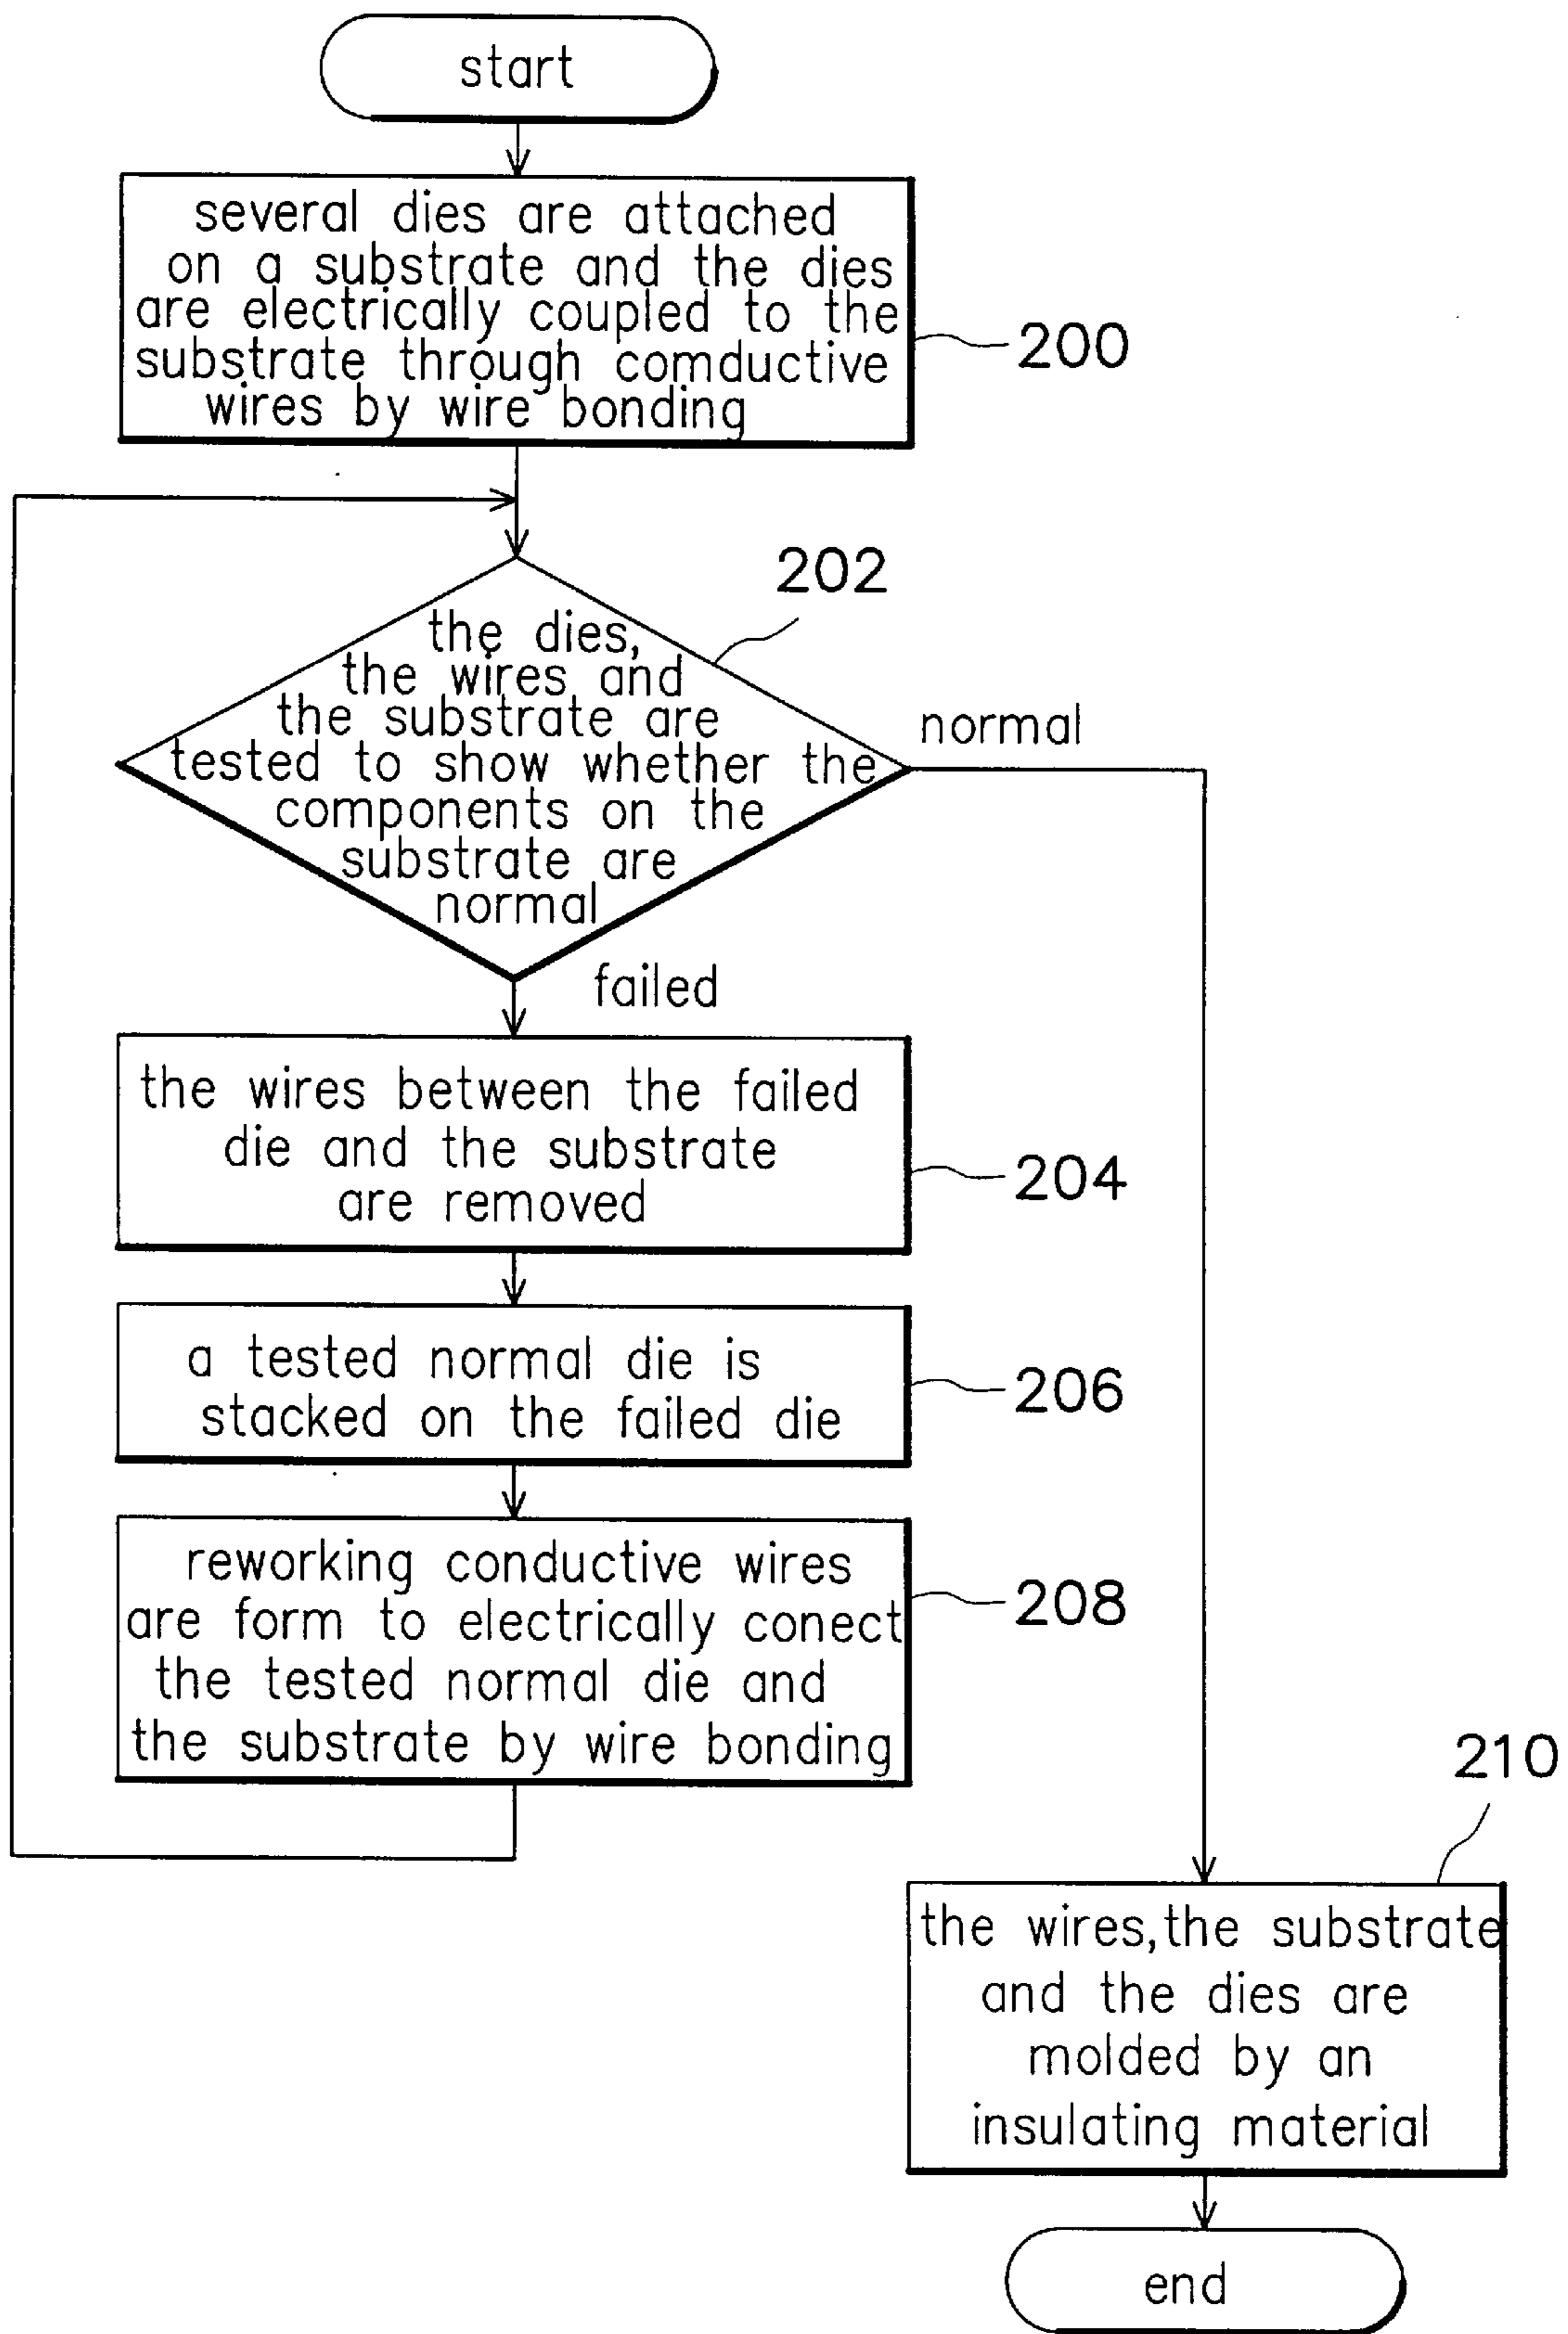 start
several dies are attached
on a substrate and the dies
are electrically coupled to the
substrate through comductive
wires by wire bonding
200
202
the dies,
the wires and
the substrate are
tested to show whether the
components on the
substrate are
normal
normal
failed
the wires between the failed
die and the substrate
are removed
204
a tested normal die is
stacked on the failed die
206
reworking conductive wires
are form to electrically conect
the tested normal die and
the substrate by wire bonding
208
210
the wires,the substrate
and the dies are
molded by an
insulating material
end